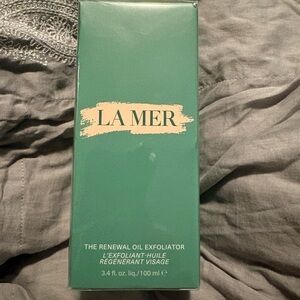 LA MER
THE RENEWAL OIL EXFOLIATOR
L'EXFOLIANT-HUILE
RÉGÉNÉRANT VISAGE
3.4 fl. oz. liq./100 ml ℮